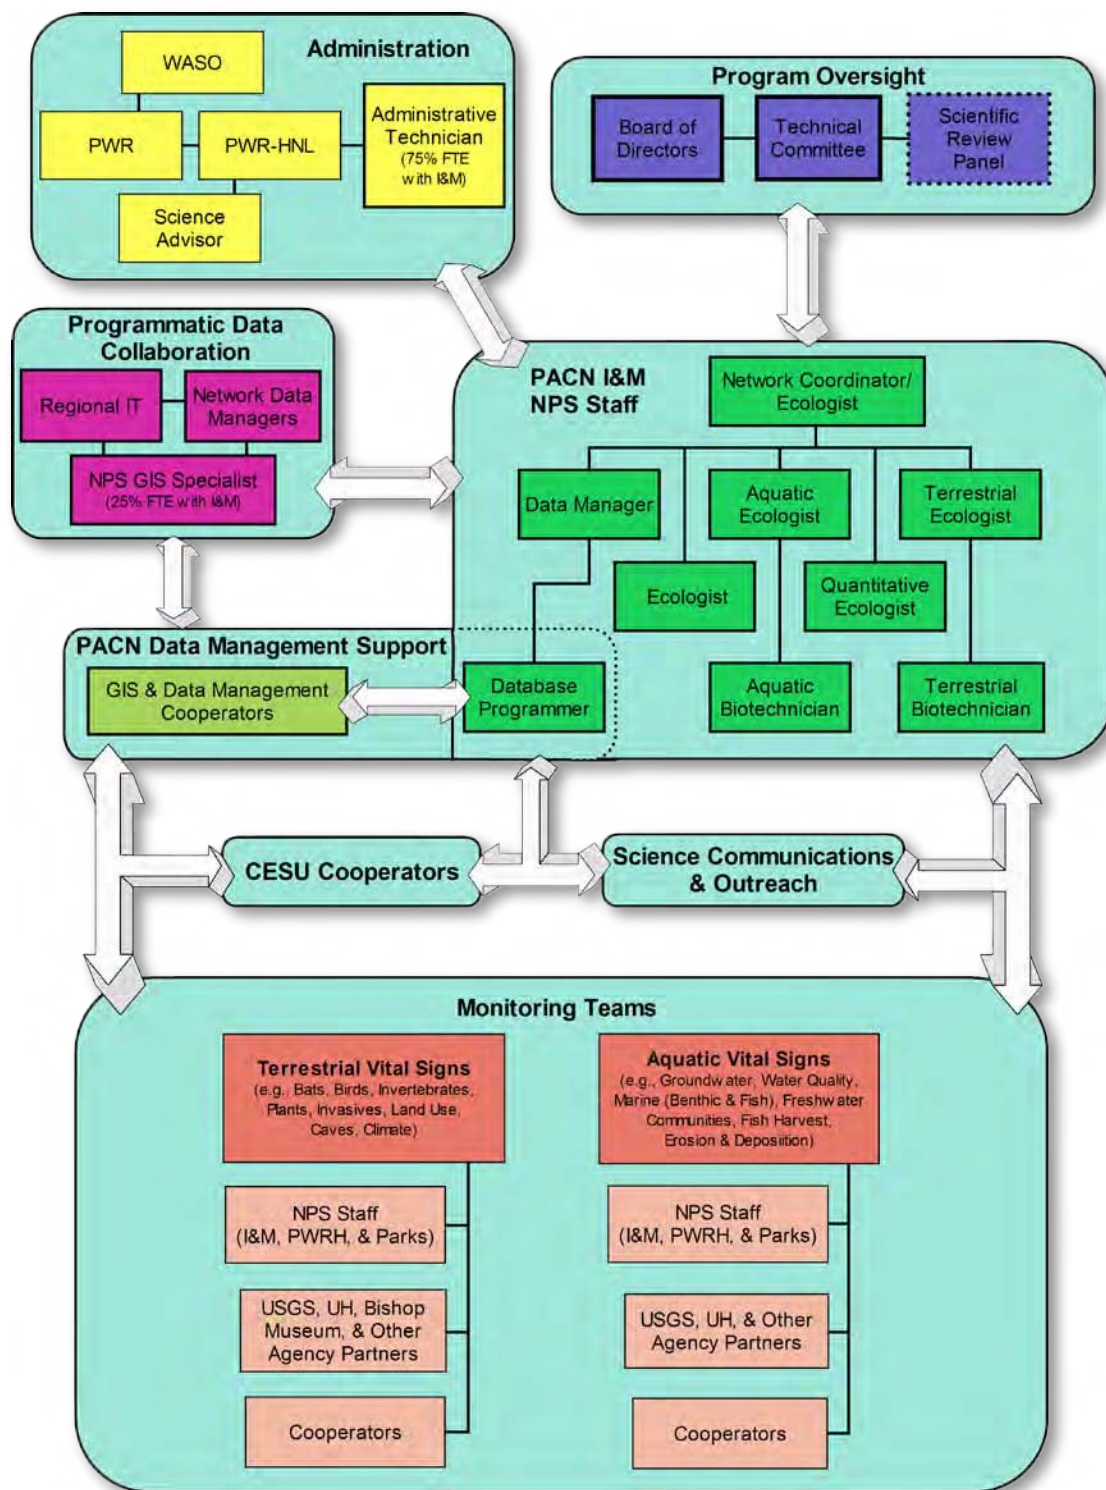 Administration
WASO
PWR
PWR-HNL
Administrative
Technician
(75% FTE
with I&M)
Science
Advisor
Program Oversight
Board of
Directors
Technical
Committee
Scientific
Review
Panel
Programmatic Data
Collaboration
Regional IT
Network Data
Managers
NPS GIS Specialist
(25% FTE with I&M)
PACN I&M
NPS Staff
Network Coordinator/
Ecologist
Data Manager
Aquatic
Ecologist
Terrestrial
Ecologist
Ecologist
Quantitative
Ecologist
PACN Data Management Support
GIS & Data Management
Cooperators
Database
Programmer
Aquatic
Biotechnician
Terrestrial
Biotechnician
CESU Cooperators
Science Communications
& Outreach
Monitoring Teams
Terrestrial Vital Signs
(e.g., Bats, Birds, Invertebrates,
Plants, Invasives, Land Use,
Caves, Climate)
NPS Staff
(I&M, PWRH, & Parks)
USGS, UH, Bishop
Museum, & Other
Agency Partners
Cooperators
Aquatic Vital Signs
(e.g., Groundwater, Water Quality,
Marine (Benthic & Fish), Freshwater
Communities, Fish Harvest,
Erosion & Deposiition)
NPS Staff
(I&M, PWRH, & Parks)
USGS, UH, & Other
Agency Partners
Cooperators